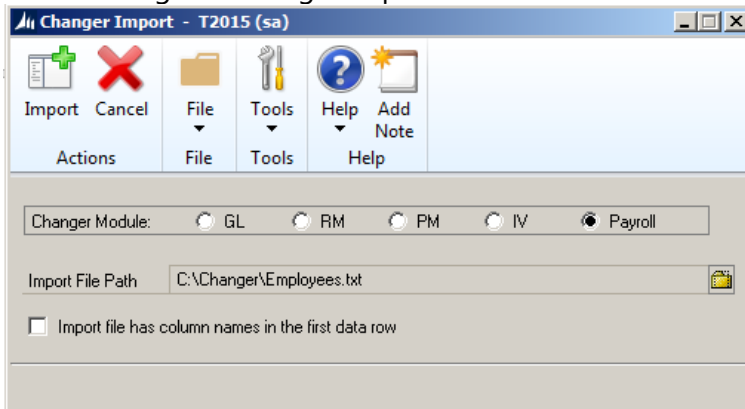 Changer Import - T2015 (sa)
Import Cancel File Tools Help Add Note
Actions File Tools Help
Changer Module: GL RM PM IV Payroll
Import File Path C:\Changer\Employees.txt
Import file has column names in the first data row